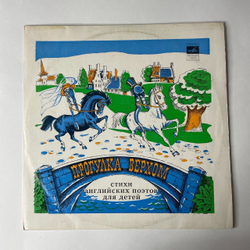 ПРОГУЛКА ВЕРХОМ
СТИХИ
АНГЛИЙСКИХ ПОЭТОВ
ДЛЯ ДЕТЕЙ